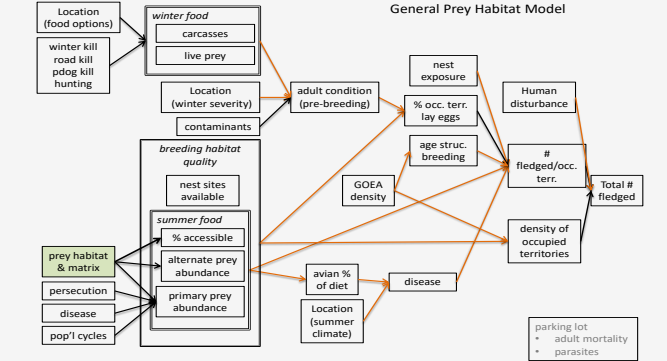 General Prey Habitat Model
Location
(food options)
winter kill
road kill
pdog kill
hunting
winter food
carcasses
live prey
Location
(winter severity)
contaminants
adult condition
(pre-breeding)
nest
exposure
% occ. terr.
lay eggs
age struc.
breeding
Human
disturbance
#
fledged/occ.
terr.
Total #
fledged
GOEA
density
density of
occupied
territories
breeding habitat
quality
nest sites
available
summer food
% accessible
alternate prey
abundance
primary prey
abundance
prey habitat
& matrix
persecution
disease
pop'l cycles
avian %
of diet
Location
(summer
climate)
disease
parking lot
• adult mortality
• parasites